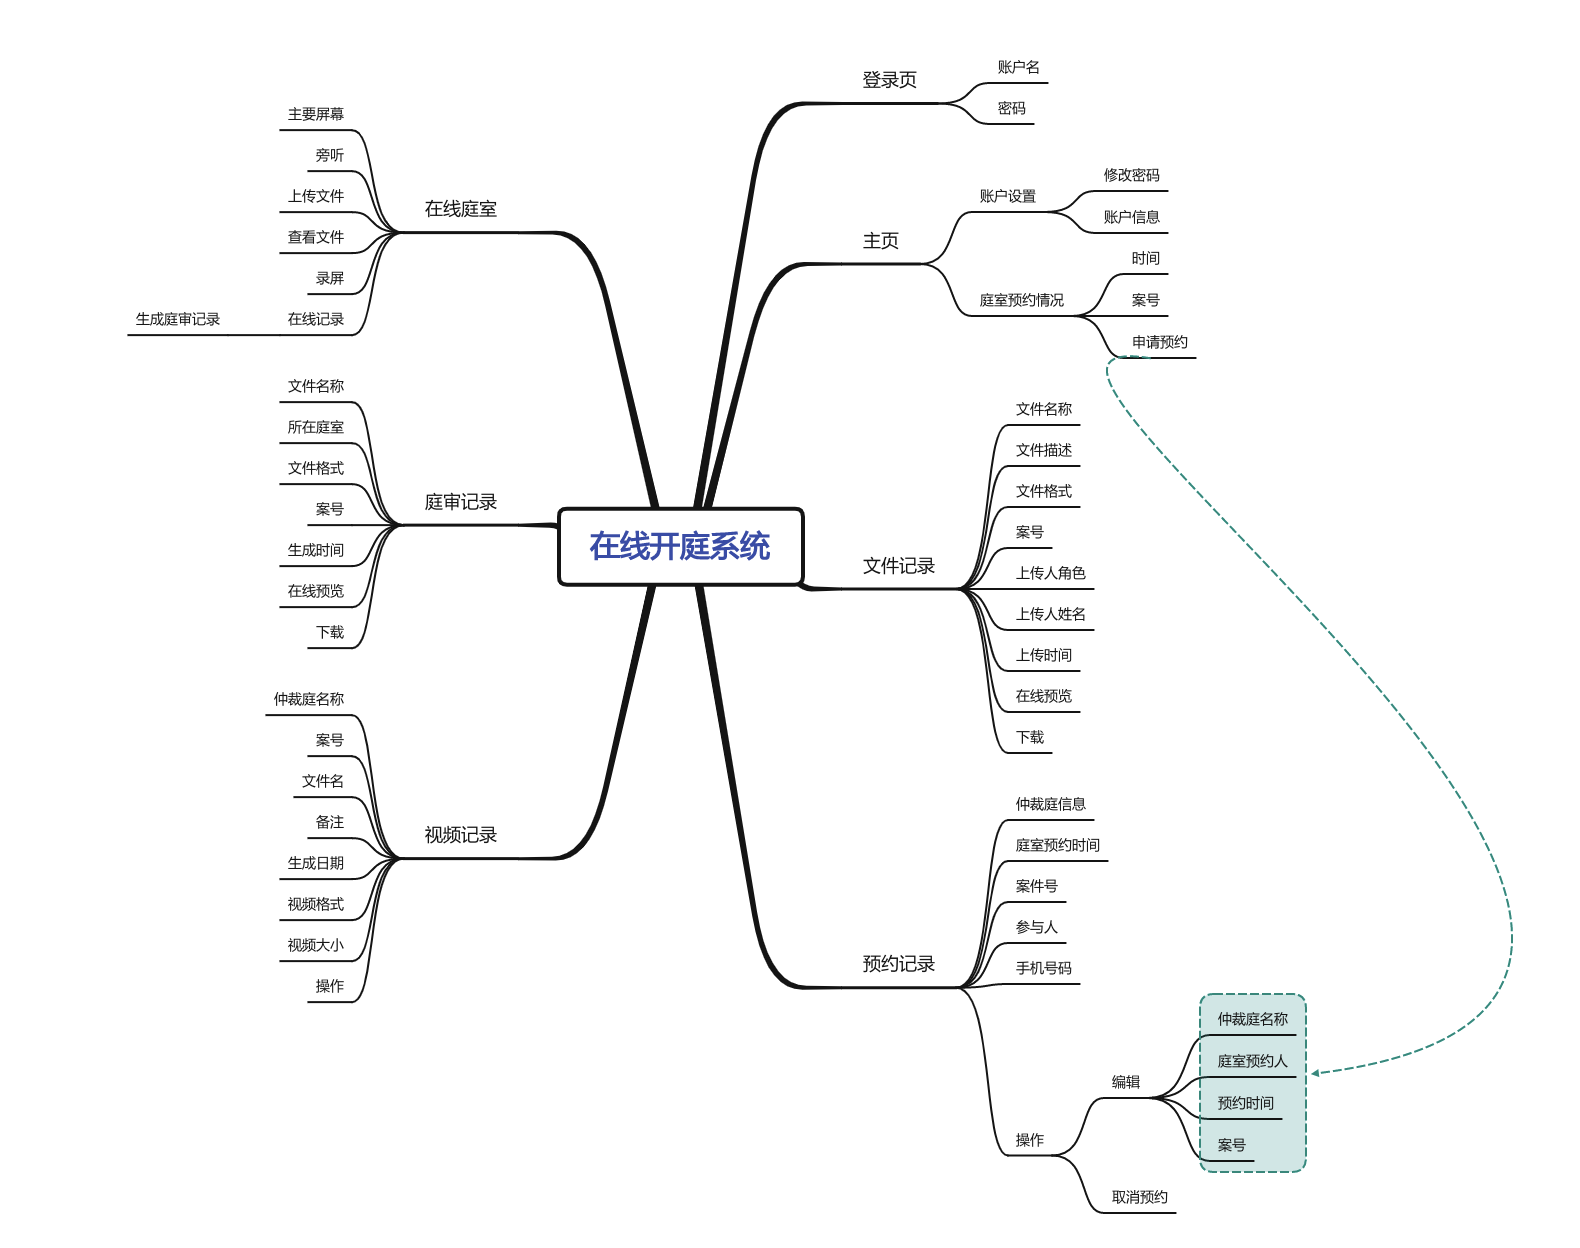 在线开庭系统
登录页
账户名
密码
主页
账户设置
修改密码
账户信息
庭室预约情况
时间
案号
申请预约
文件记录
文件名称
文件描述
文件格式
案号
上传人角色
上传人姓名
上传时间
在线预览
下载
预约记录
仲裁庭信息
庭室预约时间
案件号
参与人
手机号码
操作
编辑
仲裁庭名称
庭室预约人
预约时间
案号
取消预约
在线庭室
主要屏幕
旁听
上传文件
查看文件
录屏
在线记录
生成庭审记录
庭审记录
文件名称
所在庭室
文件格式
案号
生成时间
在线预览
下载
视频记录
仲裁庭名称
案号
文件名
备注
生成日期
视频格式
视频大小
操作